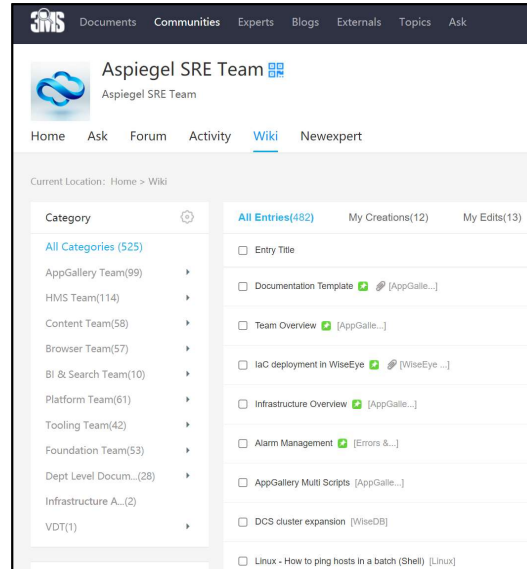 3MS Documents Communities Experts Blogs Externals Topics Ask
Aspiegel SRE Team
Aspiegel SRE Team
Home Ask Forum Activity Wiki Newexpert
Current Location: Home > Wiki
Category
All Categories (525)
AppGallery Team(99)
HMS Team(114)
Content Team(58)
Browser Team(57)
BI & Search Team(10)
Platform Team(61)
Tooling Team(42)
Foundation Team(53)
Dept Level Docum...(28)
Infrastructure A...(2)
VDT(1)
All Entries(482) My Creations(12) My Edits(13)
Entry Title
Documentation Template [AppGalle...]
Team Overview [AppGalle...]
IaC deployment in WiseEye [WiseEye ...]
Infrastructure Overview [AppGalle...]
Alarm Management [Errors &...]
AppGallery Multi Scripts [AppGalle...]
DCS cluster expansion [WiseDB]
Linux - How to ping hosts in a batch (Shell) [Linux]